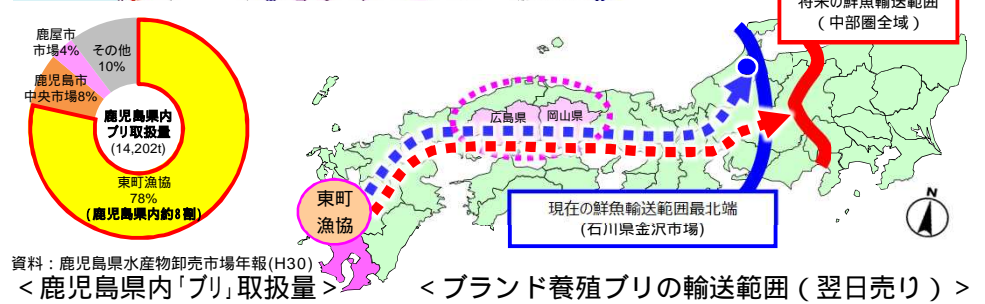 将来の鮮魚輸送範囲
(中部圏全域)
鹿屋市
市場4%
その他
10%
鹿児島市
中央市場8%
鹿児島県内
ブリ取扱量
(14,202t)
東町漁協
78%
(鹿児島県内約8割)
広島県
岡山県
東町
漁協
現在の鮮魚輸送範囲最北端
(石川県金沢市場)
N
資料:鹿児島県水産物卸売市場年報(H30)
<鹿児島県内「ブリ」取扱量>
<ブランド養殖ブリの輸送範囲(翌日売り)>